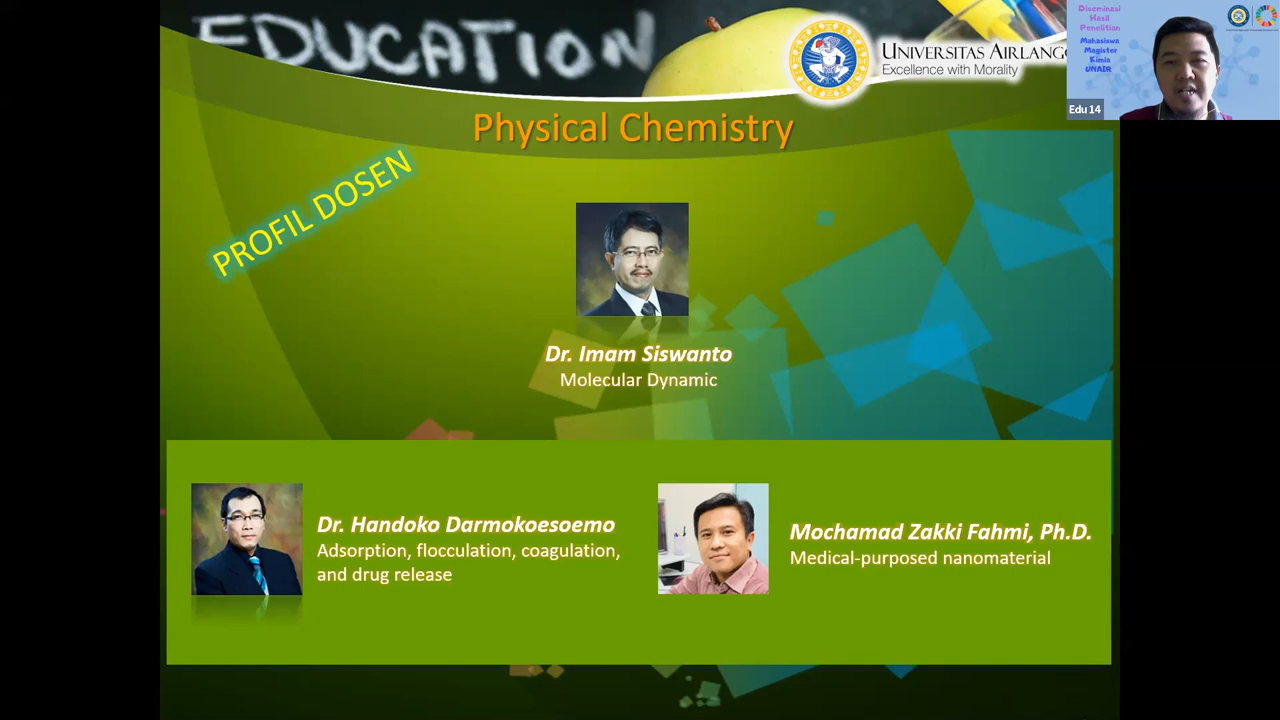 EDUCATION
UNIVERSITAS AIRLANG
Excellence with Morality
Diseminasi
Hasil
Penelitian
Mahasiswa
Magister
Kimia
UNAIR
Edu 14
Physical Chemistry
PROFIL DOSEN
Dr. Imam Siswanto
Molecular Dynamic
Dr. Handoko Darmokoesoemo
Adsorption, flocculation, coagulation,
and drug release
Mochamad Zakki Fahmi, Ph.D.
Medical-purposed nanomaterial